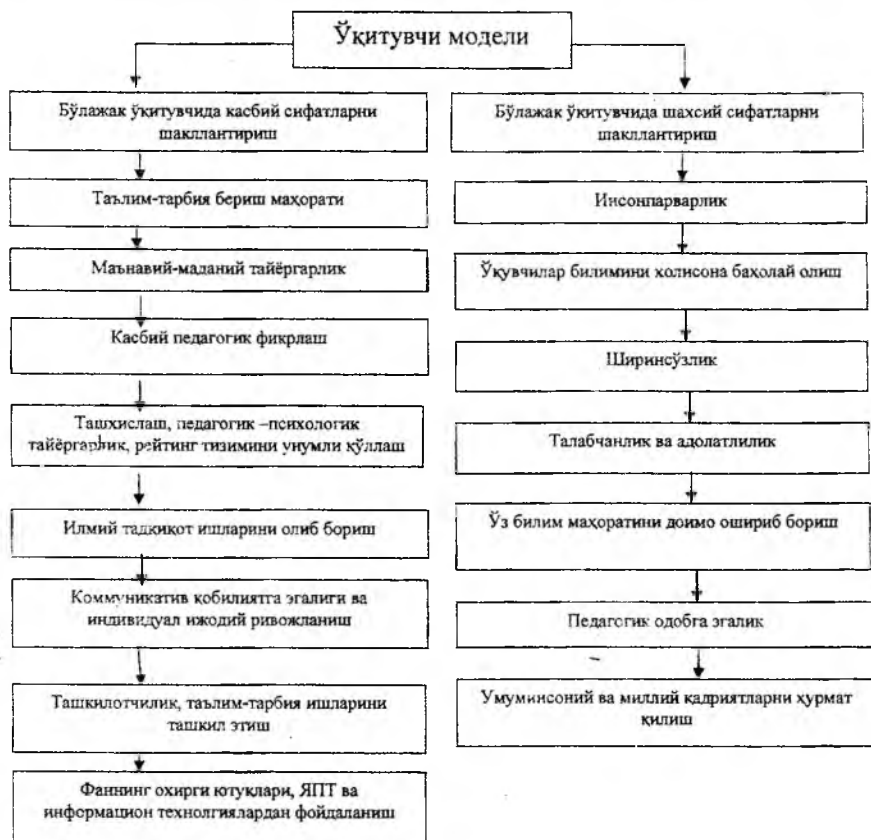 Ўқитувчи модели
Бўлажак ўқитувчида касбий сифатларни
шакллантириш
Таълим-тарбия бериш маҳорати
Маънавий-маданий тайёргарлик
Касбий педагогик фикрлаш
Ташхислаш, педагогик –психологик
тайёргарлик, рейтинг тизимини унумли қўллаш
Илмий тадқиқот ишларини олиб бориш
Коммуникатив қобилиятга эгалиги ва
индивидуал ижодий ривожланиш
Ташкилотчилик, таълим-тарбия ишларини
ташкил этиш
Фаннинг охирги ютуқлари, ЯПТ ва
информацион технолгиялардан фойдаланиш
Бўлажак ўқитувчида шахсий сифатларни
шакллантириш
Инсонпарварлик
Ўқувчилар билимини холисона баҳолай олиш
Ширинсўзлик
Талабчанлик ва адолатлилик
Ўз билим маҳоратини доимо ошириб бориш
Педагогик одобга эгалик
Умуминсоний ва миллий қадриятларни ҳурмат
қилиш